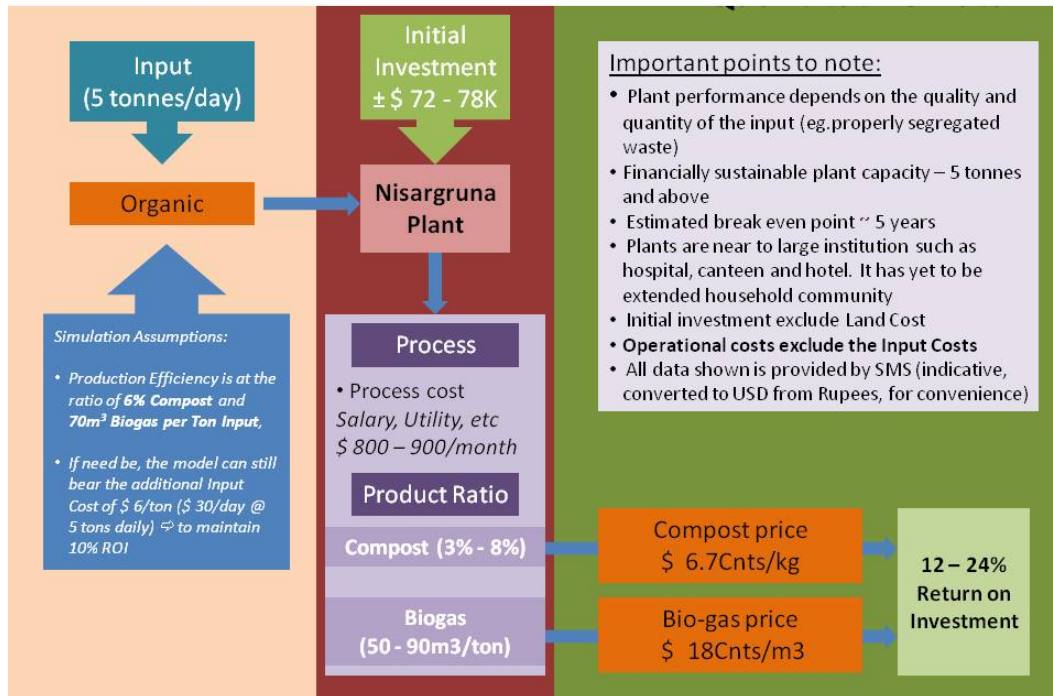 Input
(5 tonnes/day)
Organic
Simulation Assumptions:
• Production Efficiency is at the
ratio of 6% Compost and
70m³ Biogas per Ton Input,
• If need be, the model can still
bear the additional Input
Cost of $ 6/ton ($ 30/day @
5 tons daily) ⇨ to maintain
10% ROI
Initial
Investment
± $ 72 - 78K
Nisargruna
Plant
Process
• Process cost
Salary, Utility, etc
$ 800 – 900/month
Product Ratio
Compost (3% - 8%)
Biogas
(50 - 90m3/ton)
Important points to note:
• Plant performance depends on the quality and
quantity of the input (eg.properly segregated
waste)
• Financially sustainable plant capacity – 5 tonnes
and above
• Estimated break even point ~ 5 years
• Plants are near to large institution such as
hospital, canteen and hotel. It has yet to be
extended household community
• Initial investment exclude Land Cost
• Operational costs exclude the Input Costs
• All data shown is provided by SMS (indicative,
converted to USD from Rupees, for convenience)
Compost price
$ 6.7Cnts/kg
Bio-gas price
$ 18Cnts/m3
12 – 24%
Return on
Investment